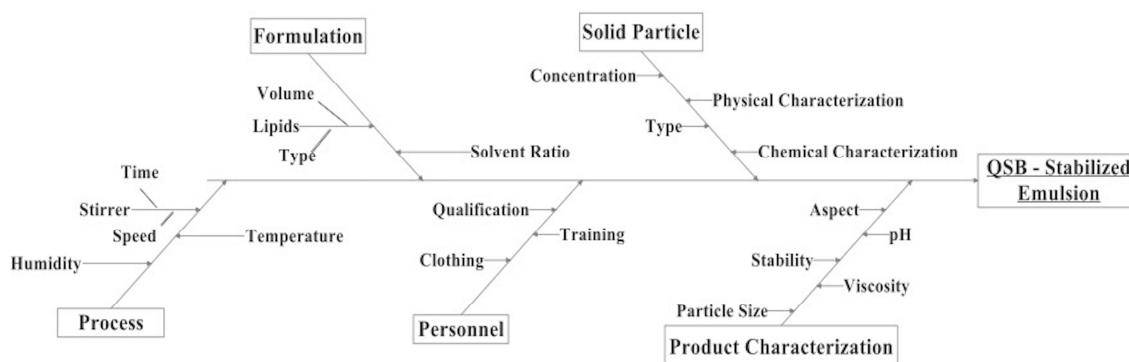 Formulation
Solid Particle
Concentration
Volume
Physical Characterization
Lipids
Type
Type
Solvent Ratio
Chemical Characterization
Time
QSB - Stabilized
Emulsion
Stirrer
Qualification
Aspect
Speed
Temperature
Training
pH
Humidity
Clothing
Stability
Viscosity
Particle Size
Process
Personnel
Product Characterization